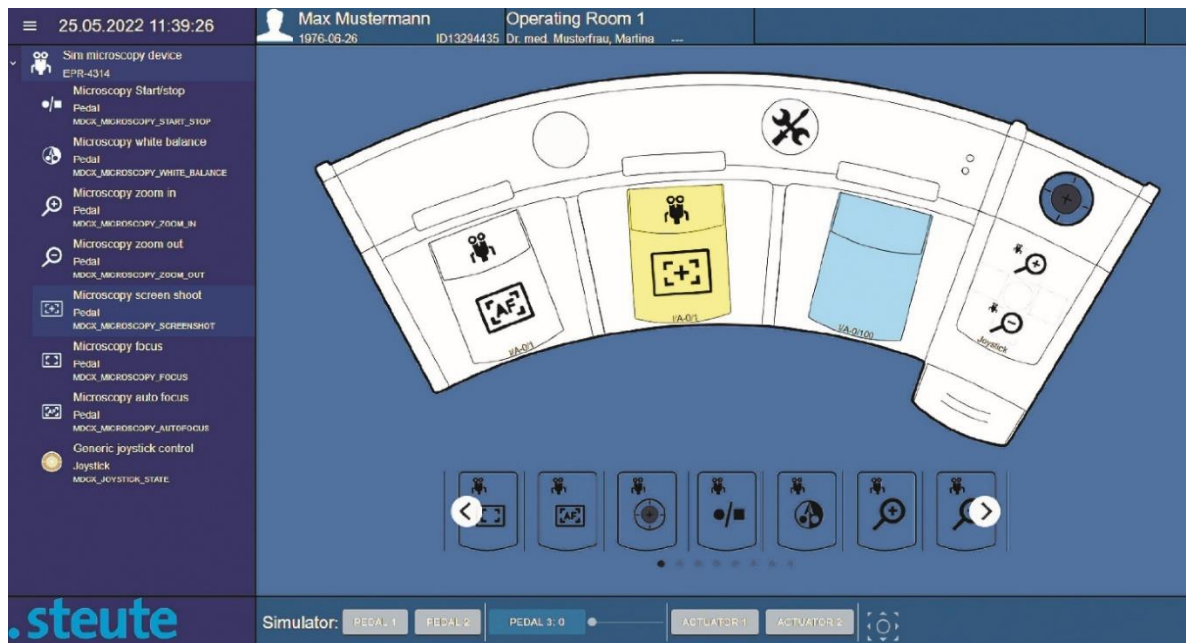 25.05.2022 11:39:26
Max Mustermann
1976-06-26 ID13294435
Operating Room 1
Dr. med. Musterfrau, Martina ---
Sim microscopy device
EPR-4314
Microscopy Start/stop
Pedal
MDCX_MICROSCOPY_START_STOP
Microscopy white balance
Pedal
MDCX_MICROSCOPY_WHITE_BALANCE
Microscopy zoom in
Pedal
MDCX_MICROSCOPY_ZOOM_IN
Microscopy zoom out
Pedal
MDCX_MICROSCOPY_ZOOM_OUT
Microscopy screen shoot
Pedal
MDCX_MICROSCOPY_SCREENSHOT
Microscopy focus
Pedal
MDCX_MICROSCOPY_FOCUS
Microscopy auto focus
Pedal
MDCX_MICROSCOPY_AUTOFOCUS
Generic joystick control
Joystick
MDCX_JOYSTICK_STATE
AF
I/A-0/1
I/A-0/1
I/A-0/100
Joystick
AF
.steute
Simulator: PEDAL 1 PEDAL 2 PEDAL 3: 0 ACTUATOR 1 ACTUATOR 2